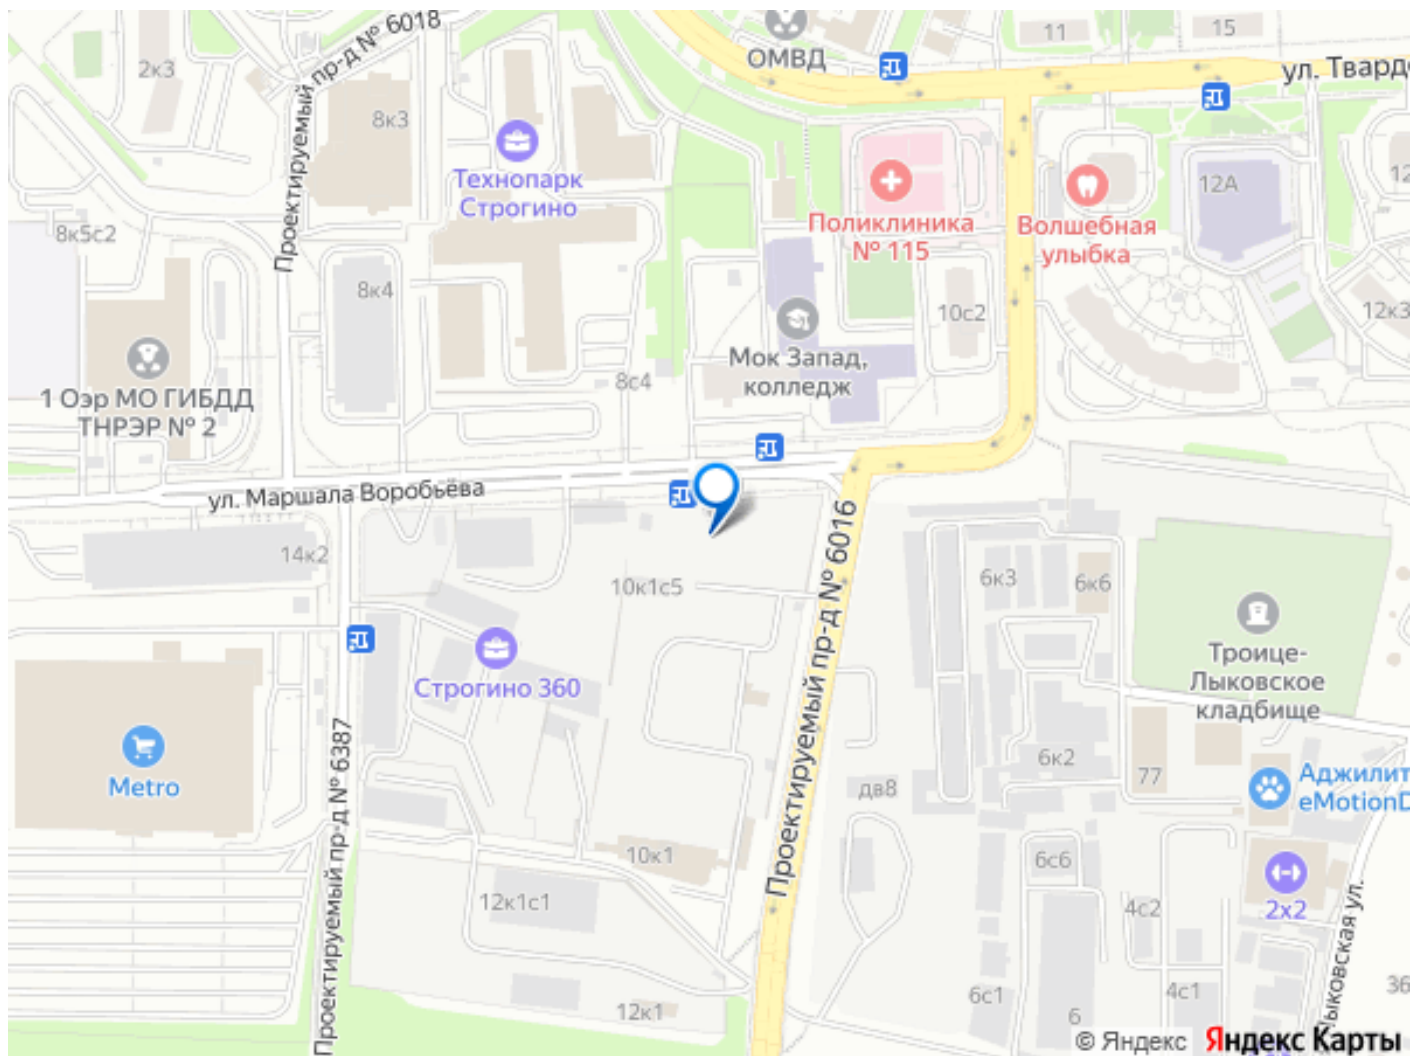 Проектируемый пр-д № 6018
ОМВД
11
15
ул. Твардо
2к3
8к3
Технопарк
Строгино
Поликлиника
№ 115
Волшебная
улыбка
12А
12
8к5с2
8к4
10с2
12к3
Мок Запад,
колледж
8с4
1 Оэр МО ГИБДД
ТНРЭР № 2
ул. Маршала Воробьёва
14к2
10к1с5
Проектируемый пр-д № 6016
6к3
6к6
Троице-
Лыковское
кладбище
Строгино 360
Metro
Проектируемый пр-д № 6387
6к2
77
дв8
Аджилит
eMotionD
10к1
6с6
2x2
12к1с1
4с2
Лыковская ул.
6с1
4с1
36
12к1
6
© Яндекс Яндекс Карты